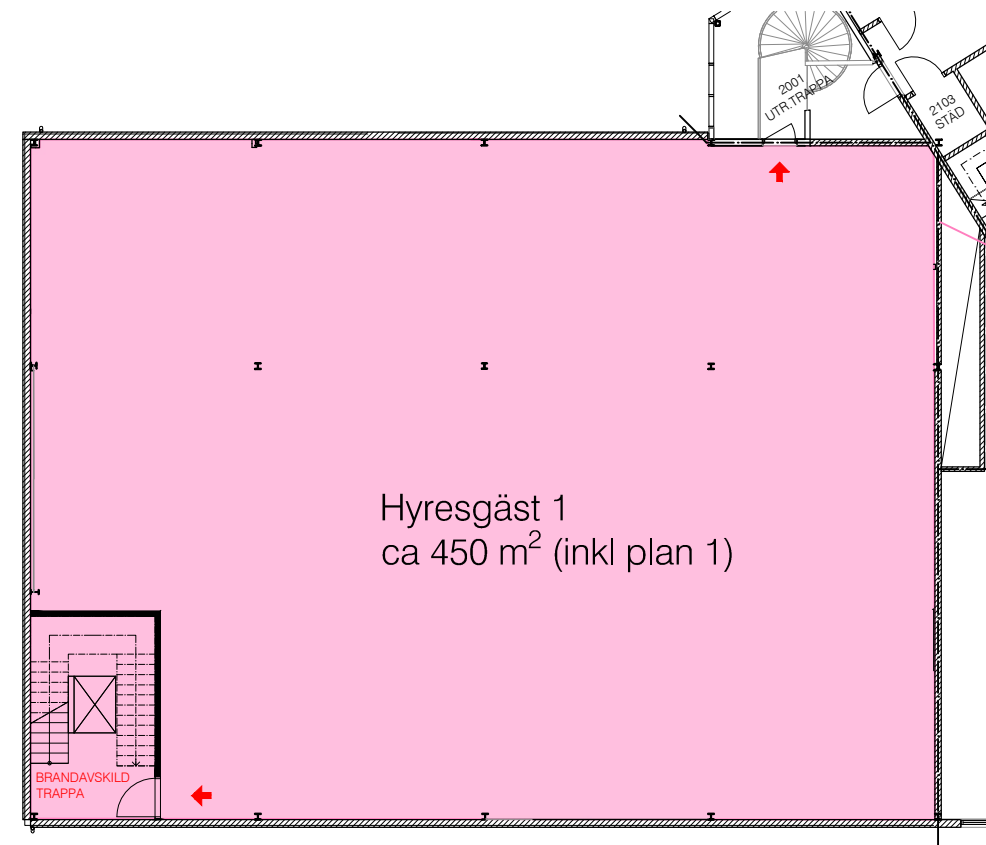 2001
UTR.TRAPPA
2103
STÄD
Hyresgäst 1
ca 450 m² (inkl plan 1)
BRANDAVSKILD
TRAPPA